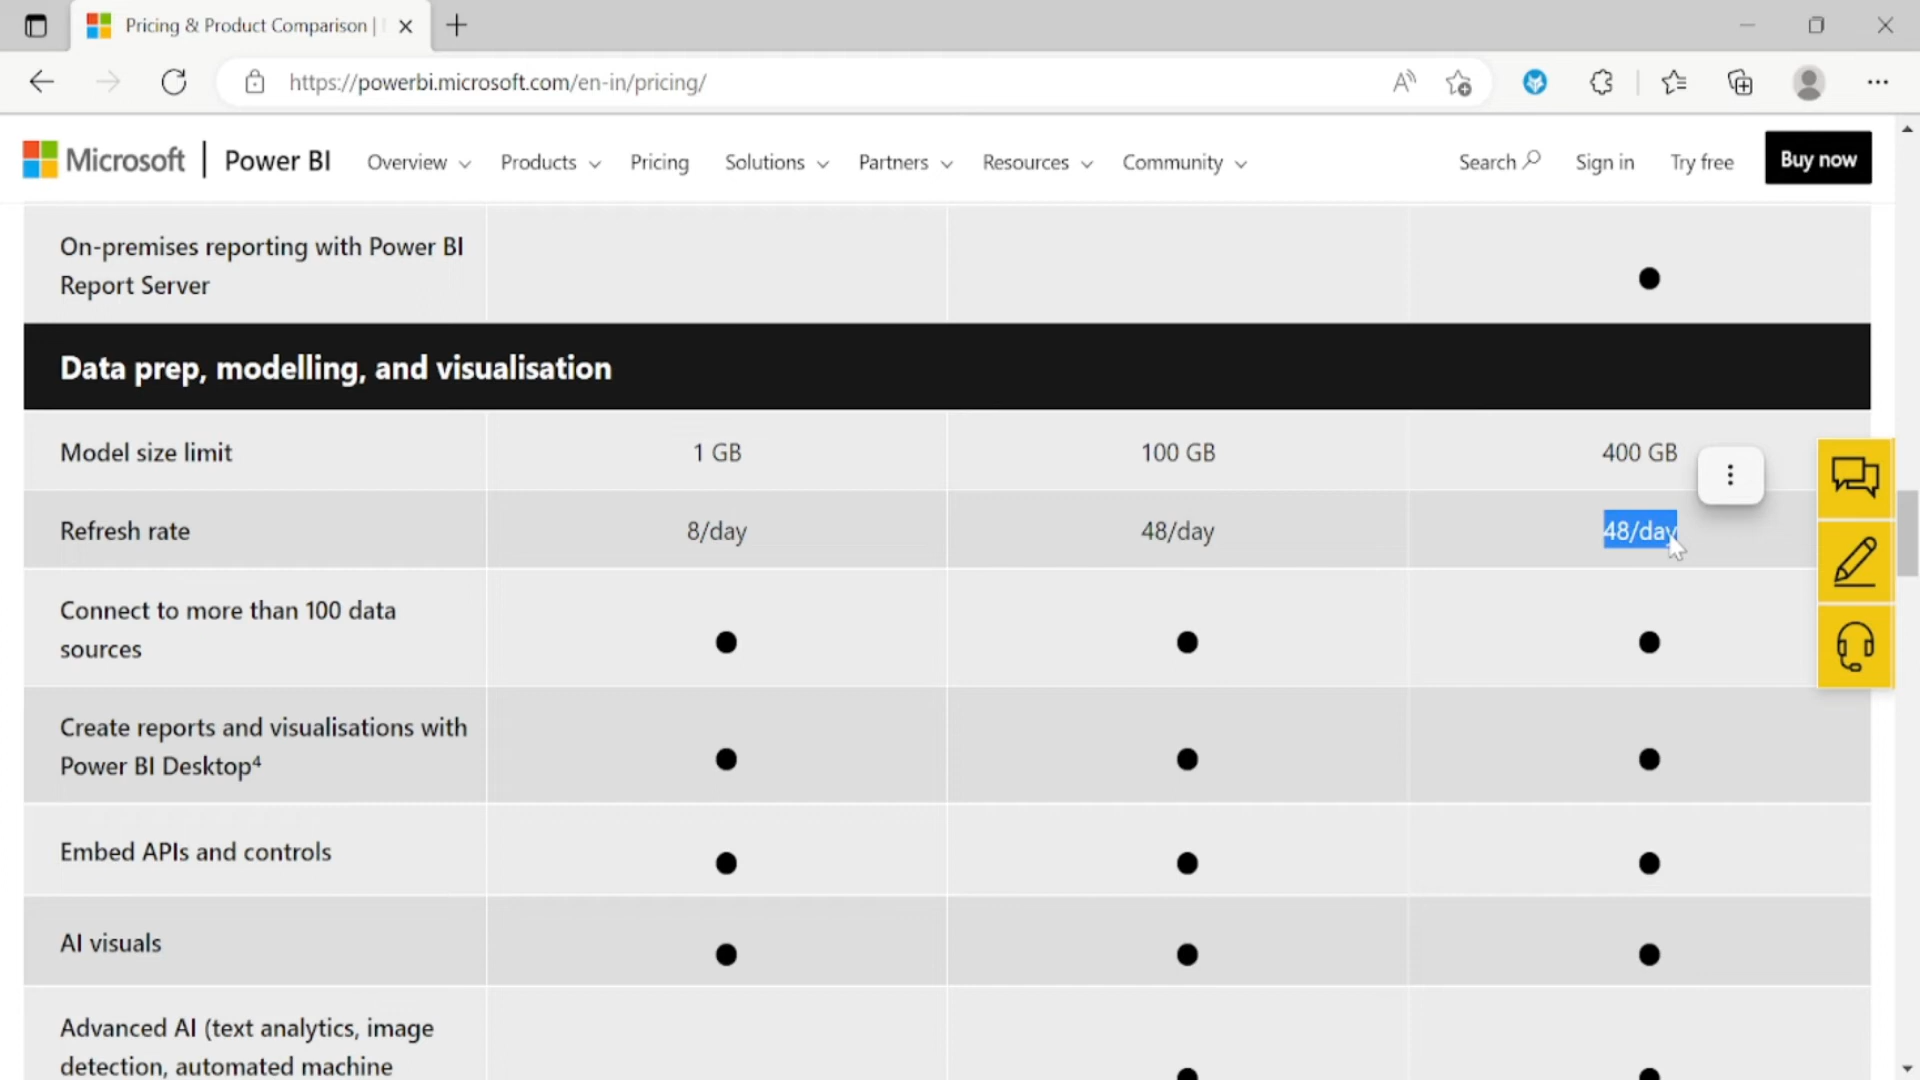 Pricing & Product Comparison |
https://powerbi.microsoft.com/en-in/pricing/
Microsoft | Power BI Overview Products Pricing Solutions Partners Resources Community Search Sign in Try free Buy now
On-premises reporting with Power BI
Report Server
Data prep, modelling, and visualisation
Model size limit 1 GB 100 GB 400 GB
Refresh rate 8/day 48/day 48/day
Connect to more than 100 data
sources
Create reports and visualisations with
Power BI Desktop⁴
Embed APIs and controls
AI visuals
Advanced AI (text analytics, image
detection, automated machine